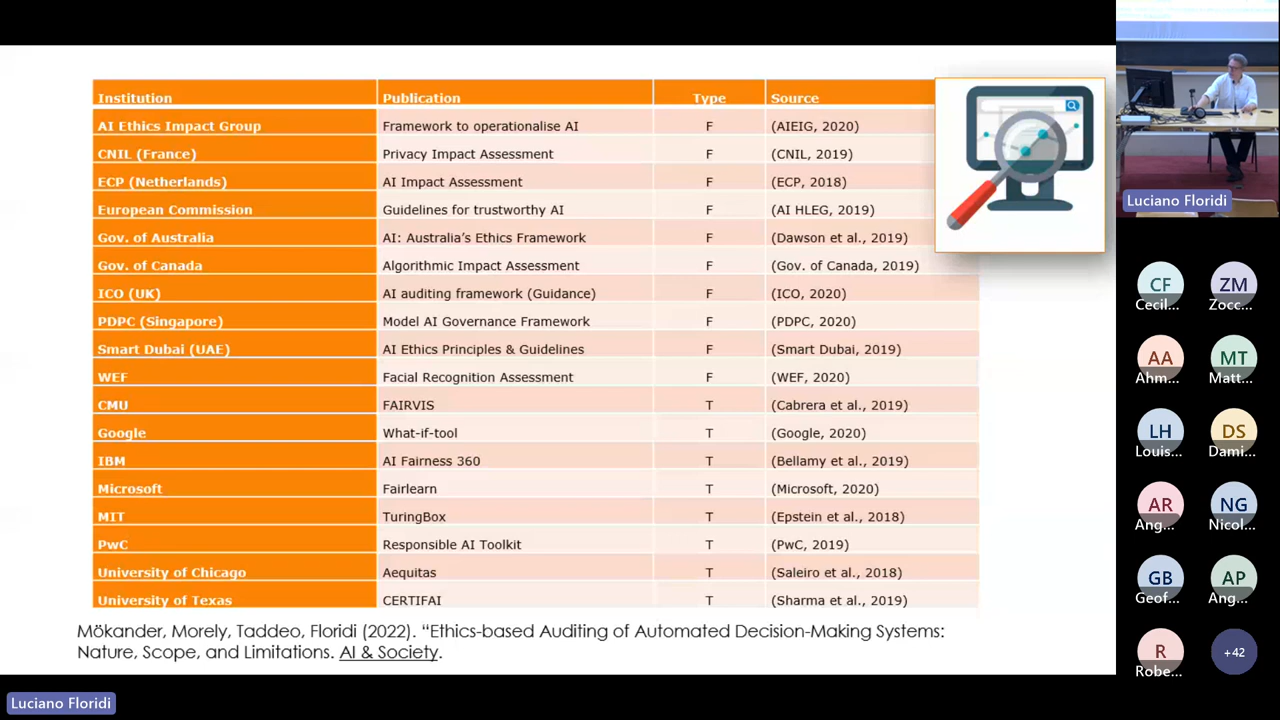 Institution Publication Type Source
AI Ethics Impact Group Framework to operationalise AI F (AIEIG, 2020)
CNIL (France) Privacy Impact Assessment F (CNIL, 2019)
ECP (Netherlands) AI Impact Assessment F (ECP, 2018)
European Commission Guidelines for trustworthy AI F (AI HLEG, 2019)
Gov. of Australia AI: Australia's Ethics Framework F (Dawson et al., 2019)
Gov. of Canada Algorithmic Impact Assessment F (Gov. of Canada, 2019)
ICO (UK) AI auditing framework (Guidance) F (ICO, 2020)
PDPC (Singapore) Model AI Governance Framework F (PDPC, 2020)
Smart Dubai (UAE) AI Ethics Principles & Guidelines F (Smart Dubai, 2019)
WEF Facial Recognition Assessment F (WEF, 2020)
CMU FAIRVIS T (Cabrera et al., 2019)
Google What-if-tool T (Google, 2020)
IBM AI Fairness 360 T (Bellamy et al., 2019)
Microsoft Fairlearn T (Microsoft, 2020)
MIT TuringBox T (Epstein et al., 2018)
PwC Responsible AI Toolkit T (PwC, 2019)
University of Chicago Aequitas T (Saleiro et al., 2018)
University of Texas CERTIFAI T (Sharma et al., 2019)
Mökander, Morely, Taddeo, Floridi (2022). “Ethics-based Auditing of Automated Decision-Making Systems:
Nature, Scope, and Limitations. AI & Society.
Luciano Floridi
Luciano Floridi
CF ZM
Cecil... Zocc...
AA MT
Ahm... Matt...
LH DS
Louis... Dami...
AR NG
Ang... Nicol...
GB AP
Geof... Ang...
R +42
Robe...